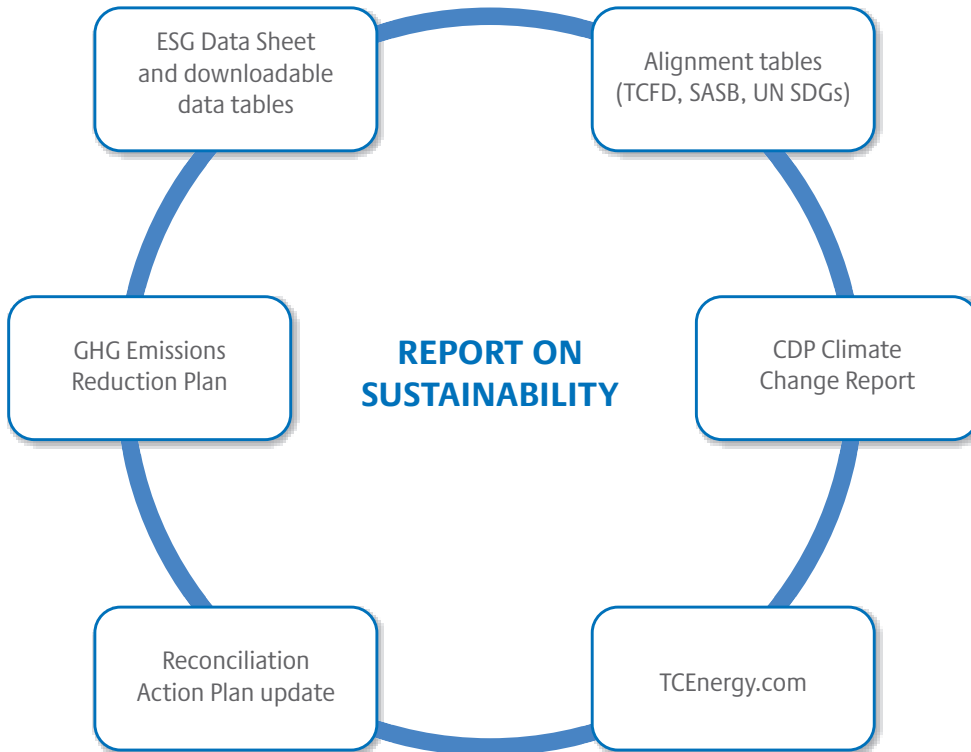 ESG Data Sheet
and downloadable
data tables
Alignment tables
(TCFD, SASB, UN SDGs)
GHG Emissions
Reduction Plan
REPORT ON
SUSTAINABILITY
CDP Climate
Change Report
Reconciliation
Action Plan update
TCEnergy.com